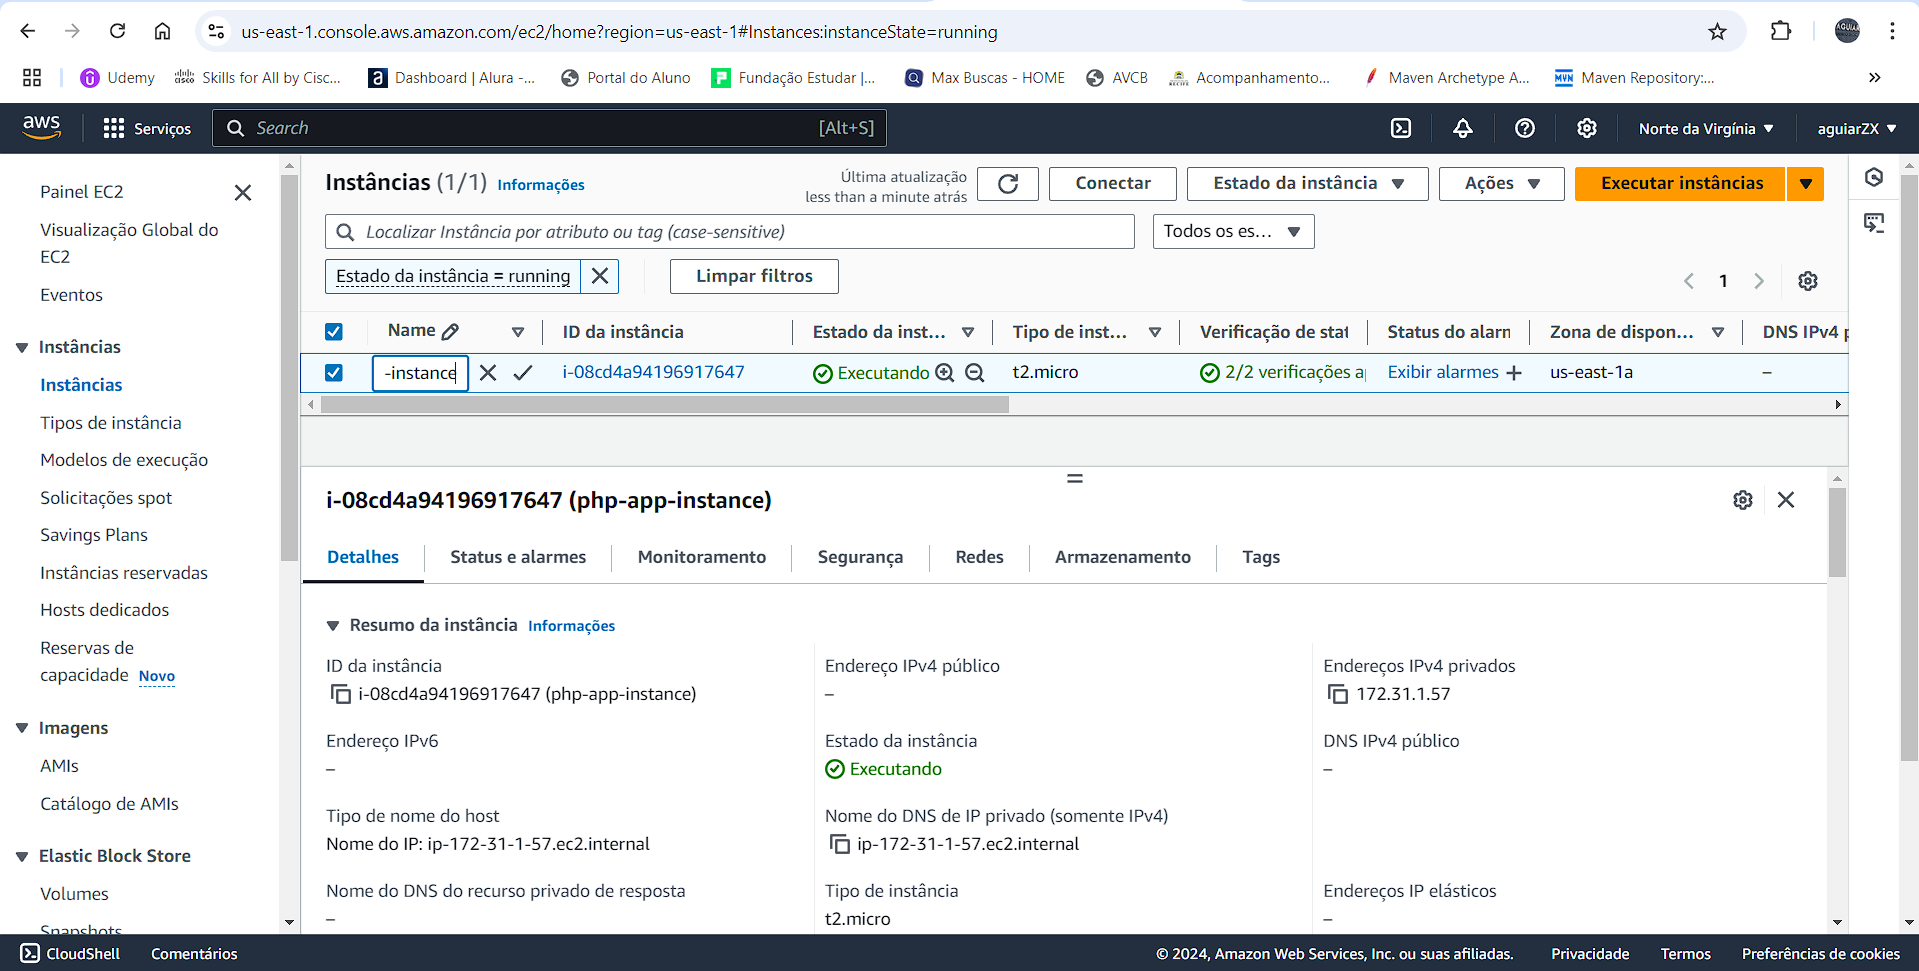 us-east-1.console.aws.amazon.com/ec2/home?region=us-east-1#Instances:instanceState=running
AGUIAR
Udemy
cisco Skills for All by Cisc...
a Dashboard | Alura -...
Portal do Aluno
Fundação Estudar |...
Max Buscas - HOME
AVCB
RECIFE Acompanhamento...
Maven Archetype A...
MVN Maven Repository:...
aws
Serviços
Search
[Alt+S]
Norte da Virgínia
aguiarZX
Painel EC2
Visualização Global do
EC2
Eventos
Instâncias
Instâncias
Tipos de instância
Modelos de execução
Solicitações spot
Savings Plans
Instâncias reservadas
Hosts dedicados
Reservas de
capacidade Novo
Imagens
AMIs
Catálogo de AMIs
Elastic Block Store
Volumes
Snapshots
Instâncias (1/1) Informações
Última atualização
less than a minute atrás
Conectar
Estado da instância
Ações
Executar instâncias
Localizar Instância por atributo ou tag (case-sensitive)
Todos os es...
Estado da instância = running
Limpar filtros
1
Name
ID da instância
Estado da inst...
Tipo de inst...
Verificação de stat
Status do alarn
Zona de dispon...
DNS IPv4 p
-instance
i-08cd4a94196917647
Executando
t2.micro
2/2 verificações a
Exibir alarmes +
us-east-1a
–
i-08cd4a94196917647 (php-app-instance)
Detalhes
Status e alarmes
Monitoramento
Segurança
Redes
Armazenamento
Tags
Resumo da instância Informações
ID da instância
i-08cd4a94196917647 (php-app-instance)
Endereço IPv4 público
–
Endereços IPv4 privados
172.31.1.57
Endereço IPv6
–
Estado da instância
Executando
DNS IPv4 público
–
Tipo de nome do host
Nome do IP: ip-172-31-1-57.ec2.internal
Nome do DNS de IP privado (somente IPv4)
ip-172-31-1-57.ec2.internal
Nome do DNS do recurso privado de resposta
–
Tipo de instância
t2.micro
Endereços IP elásticos
–
CloudShell
Comentários
© 2024, Amazon Web Services, Inc. ou suas afiliadas.
Privacidade
Termos
Preferências de cookies